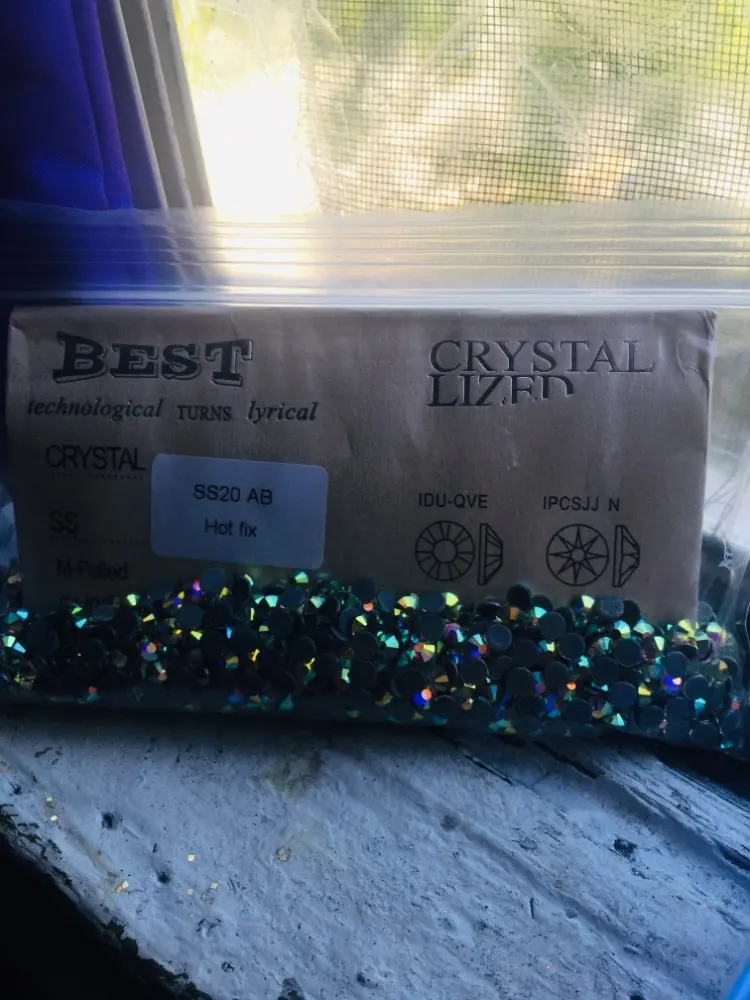 BEST
technological TURNS lyrical
CRYSTAL
LIZED
CRYSTAL
SS20 AB
Hot fix
SS
M-Foiled
IDU-QVE
IPCSJJ N